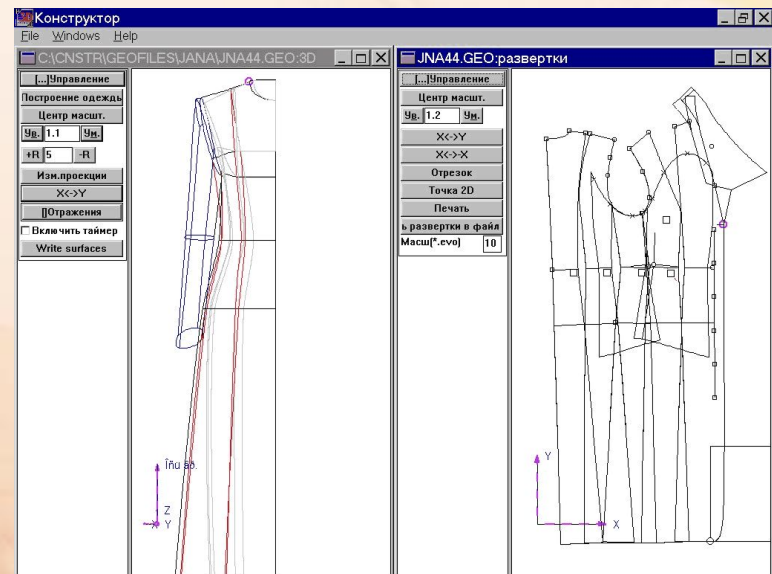 Конструктор
File Windows Help
C:\CNSTR\GEOFILES\JANA\JNA44.GEO:3D
[...]Управление
Построение одежды
Центр масшт.
Ув. 1.1 Ум.
+R 5 -R
Изм.проекции
X<->Y
[]Отражения
Включить таймер
Write surfaces
Îñü âð.
Z
X Y
JNA44.GEO:развертки
[...]Управление
Центр масшт.
Ув. 1.2 Ум.
X<->Y
X<->-X
Отрезок
Точка 2D
Печать
ь развертки в файл
Масш(*.evo) 10
Y
X